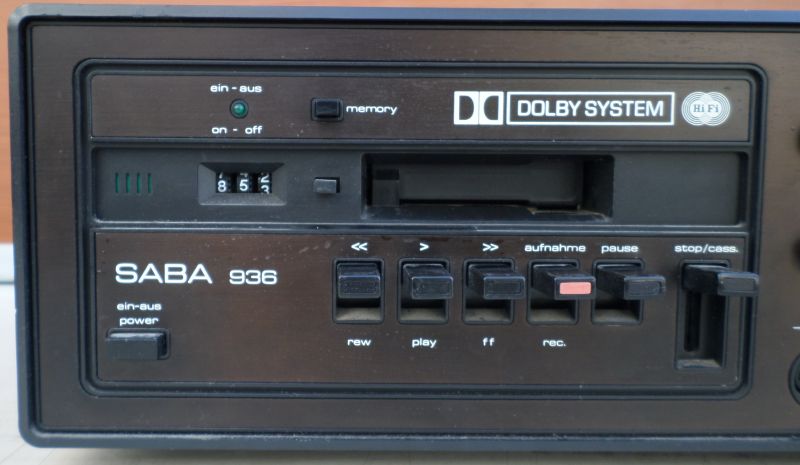 ein-aus
on - off
memory
DOLBY SYSTEM
Hi Fi
8 5
<<
>
>>
aufnahme
pause
stop/cass.
SABA 936
ein-aus
power
rew
play
ff
rec.